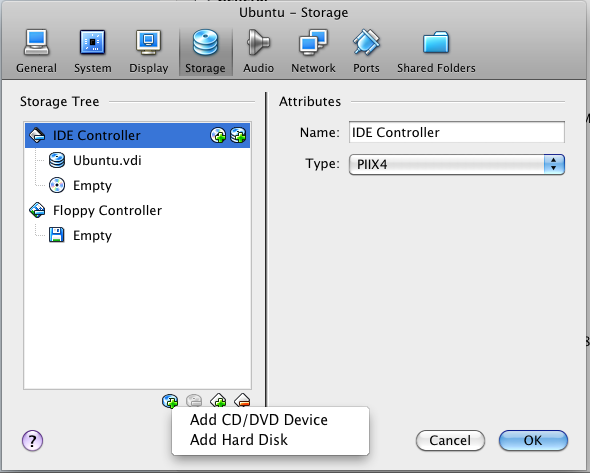 Ubuntu – Storage
General System Display Storage Audio Network Ports Shared Folders
Storage Tree
IDE Controller
Ubuntu.vdi
Empty
Floppy Controller
Empty
Attributes
Name: IDE Controller
Type: PIIX4
Add CD/DVD Device
Add Hard Disk
?
Cancel
OK